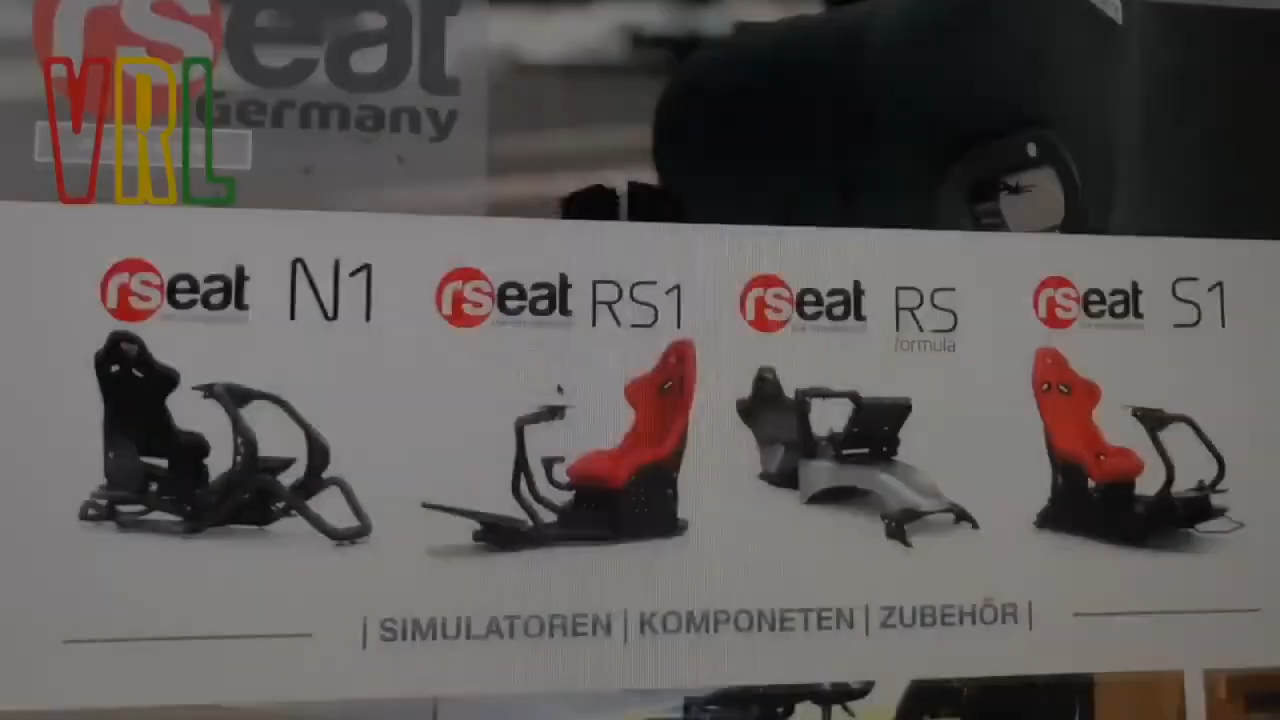 rseat
Germany
VRL
rseat N1
rseat RS1
rseat RS
formula
rseat S1
| SIMULATOREN | KOMPONETEN | ZUBEHÖR |